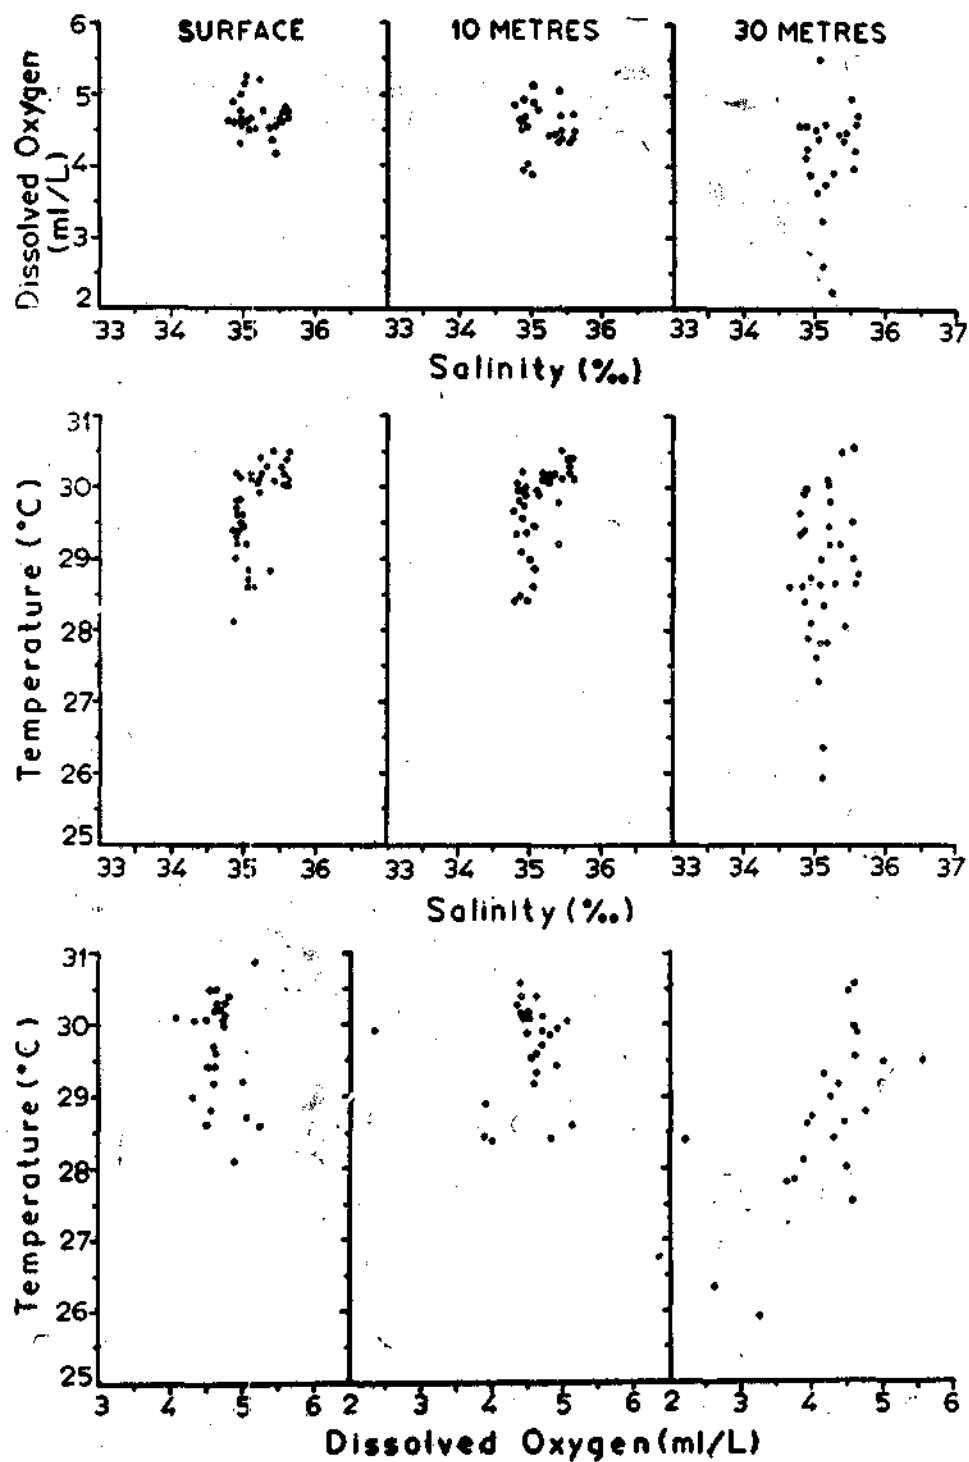 SURFACE 10 METRES 30 METRES
6
5
4
3
2
Dissolved Oxygen
(ml/L)
33 34 35 36 33 34 35 36 33 34 35 36 37
Salinity (‰)
31
30
29
28
27
26
25
Temperature (°C)
33 34 35 36 33 34 35 36 33 34 35 36 37
Salinity (‰)
31
30
29
28
27
26
25
Temperature (°C)
3 4 5 6 2 3 4 5 6 2 3 4 5 6
Dissolved Oxygen (ml/L)